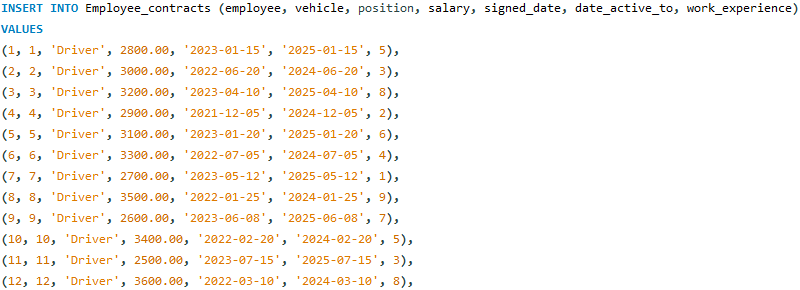 INSERT INTO Employee_contracts (employee, vehicle, position, salary, signed_date, date_active_to, work_experience)
VALUES
(1, 1, 'Driver', 2800.00, '2023-01-15', '2025-01-15', 5),
(2, 2, 'Driver', 3000.00, '2022-06-20', '2024-06-20', 3),
(3, 3, 'Driver', 3200.00, '2023-04-10', '2025-04-10', 8),
(4, 4, 'Driver', 2900.00, '2021-12-05', '2024-12-05', 2),
(5, 5, 'Driver', 3100.00, '2023-01-20', '2025-01-20', 6),
(6, 6, 'Driver', 3300.00, '2022-07-05', '2024-07-05', 4),
(7, 7, 'Driver', 2700.00, '2023-05-12', '2025-05-12', 1),
(8, 8, 'Driver', 3500.00, '2022-01-25', '2024-01-25', 9),
(9, 9, 'Driver', 2600.00, '2023-06-08', '2025-06-08', 7),
(10, 10, 'Driver', 3400.00, '2022-02-20', '2024-02-20', 5),
(11, 11, 'Driver', 2500.00, '2023-07-15', '2025-07-15', 3),
(12, 12, 'Driver', 3600.00, '2022-03-10', '2024-03-10', 8),